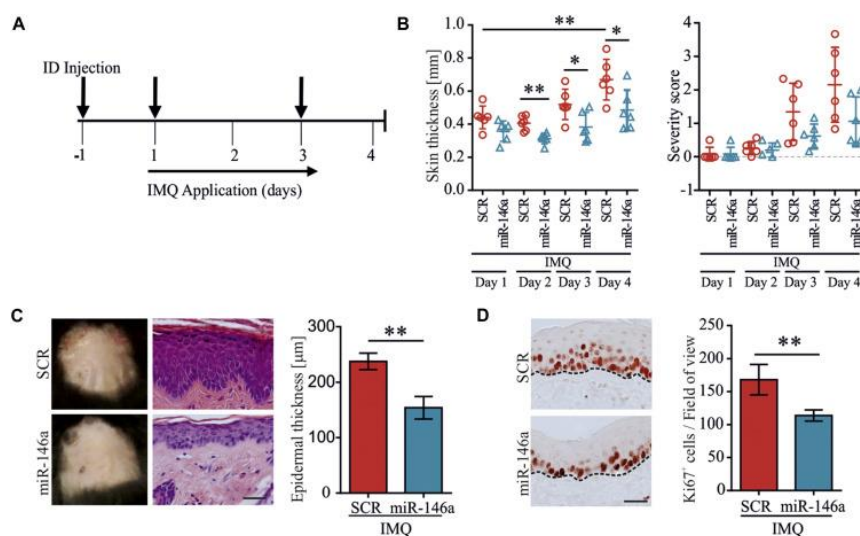 A
ID Injection
-1 1 2 3 4
IMQ Application (days)
B
Skin thickness [mm]
1.0
0.8
0.6
0.4
0.2
0.0
** * ** * *
SCR miR-146a SCR miR-146a SCR miR-146a SCR miR-146a
IMQ
Day 1 Day 2 Day 3 Day 4
Severity score
4
3
2
1
0
-1
SCR miR-146a SCR miR-146a SCR miR-146a SCR miR-146a
IMQ
Day 1 Day 2 Day 3 Day 4
C
SCR
miR-146a
Epidermal thickness [µm]
300
200
100
0
**
SCR miR-146a
IMQ
D
SCR
miR-146a
Ki67+ cells / Field of view
200
150
100
50
0
**
SCR miR-146a
IMQ